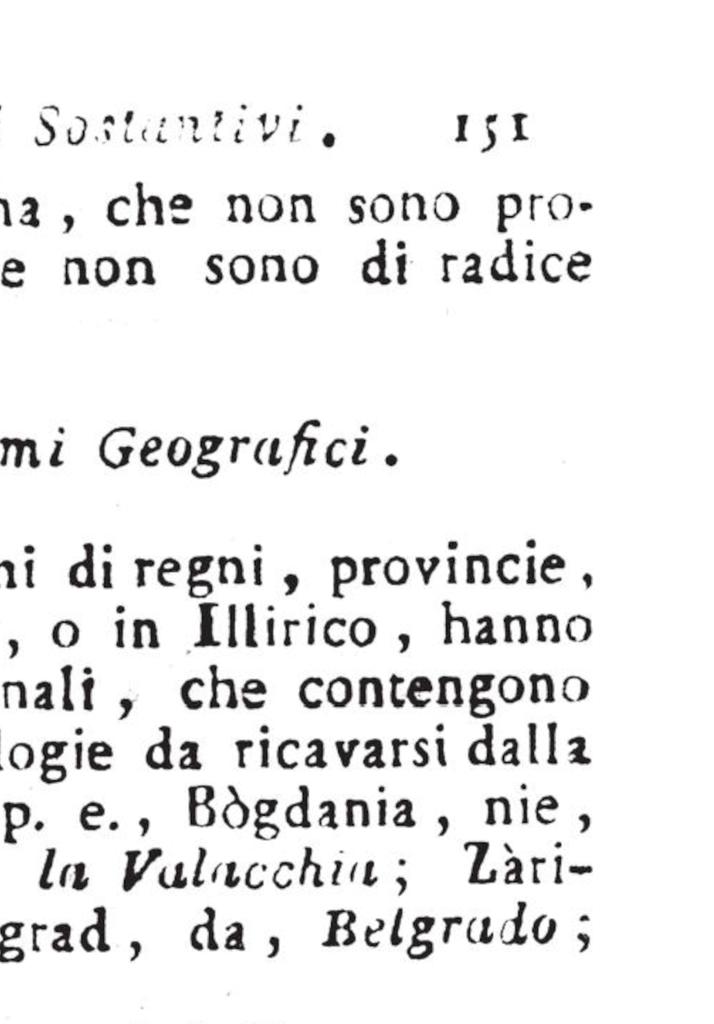 Sostantivi. 151
na, che non sono pro-
e non sono di radice
mi Geografici.
ni di regni, provincie,
, o in Illirico, hanno
nali, che contengono
logie da ricavarsi dalla
p. e., Bògdania, nie,
la Valacchia; Zàri-
grad, da, Belgrado;